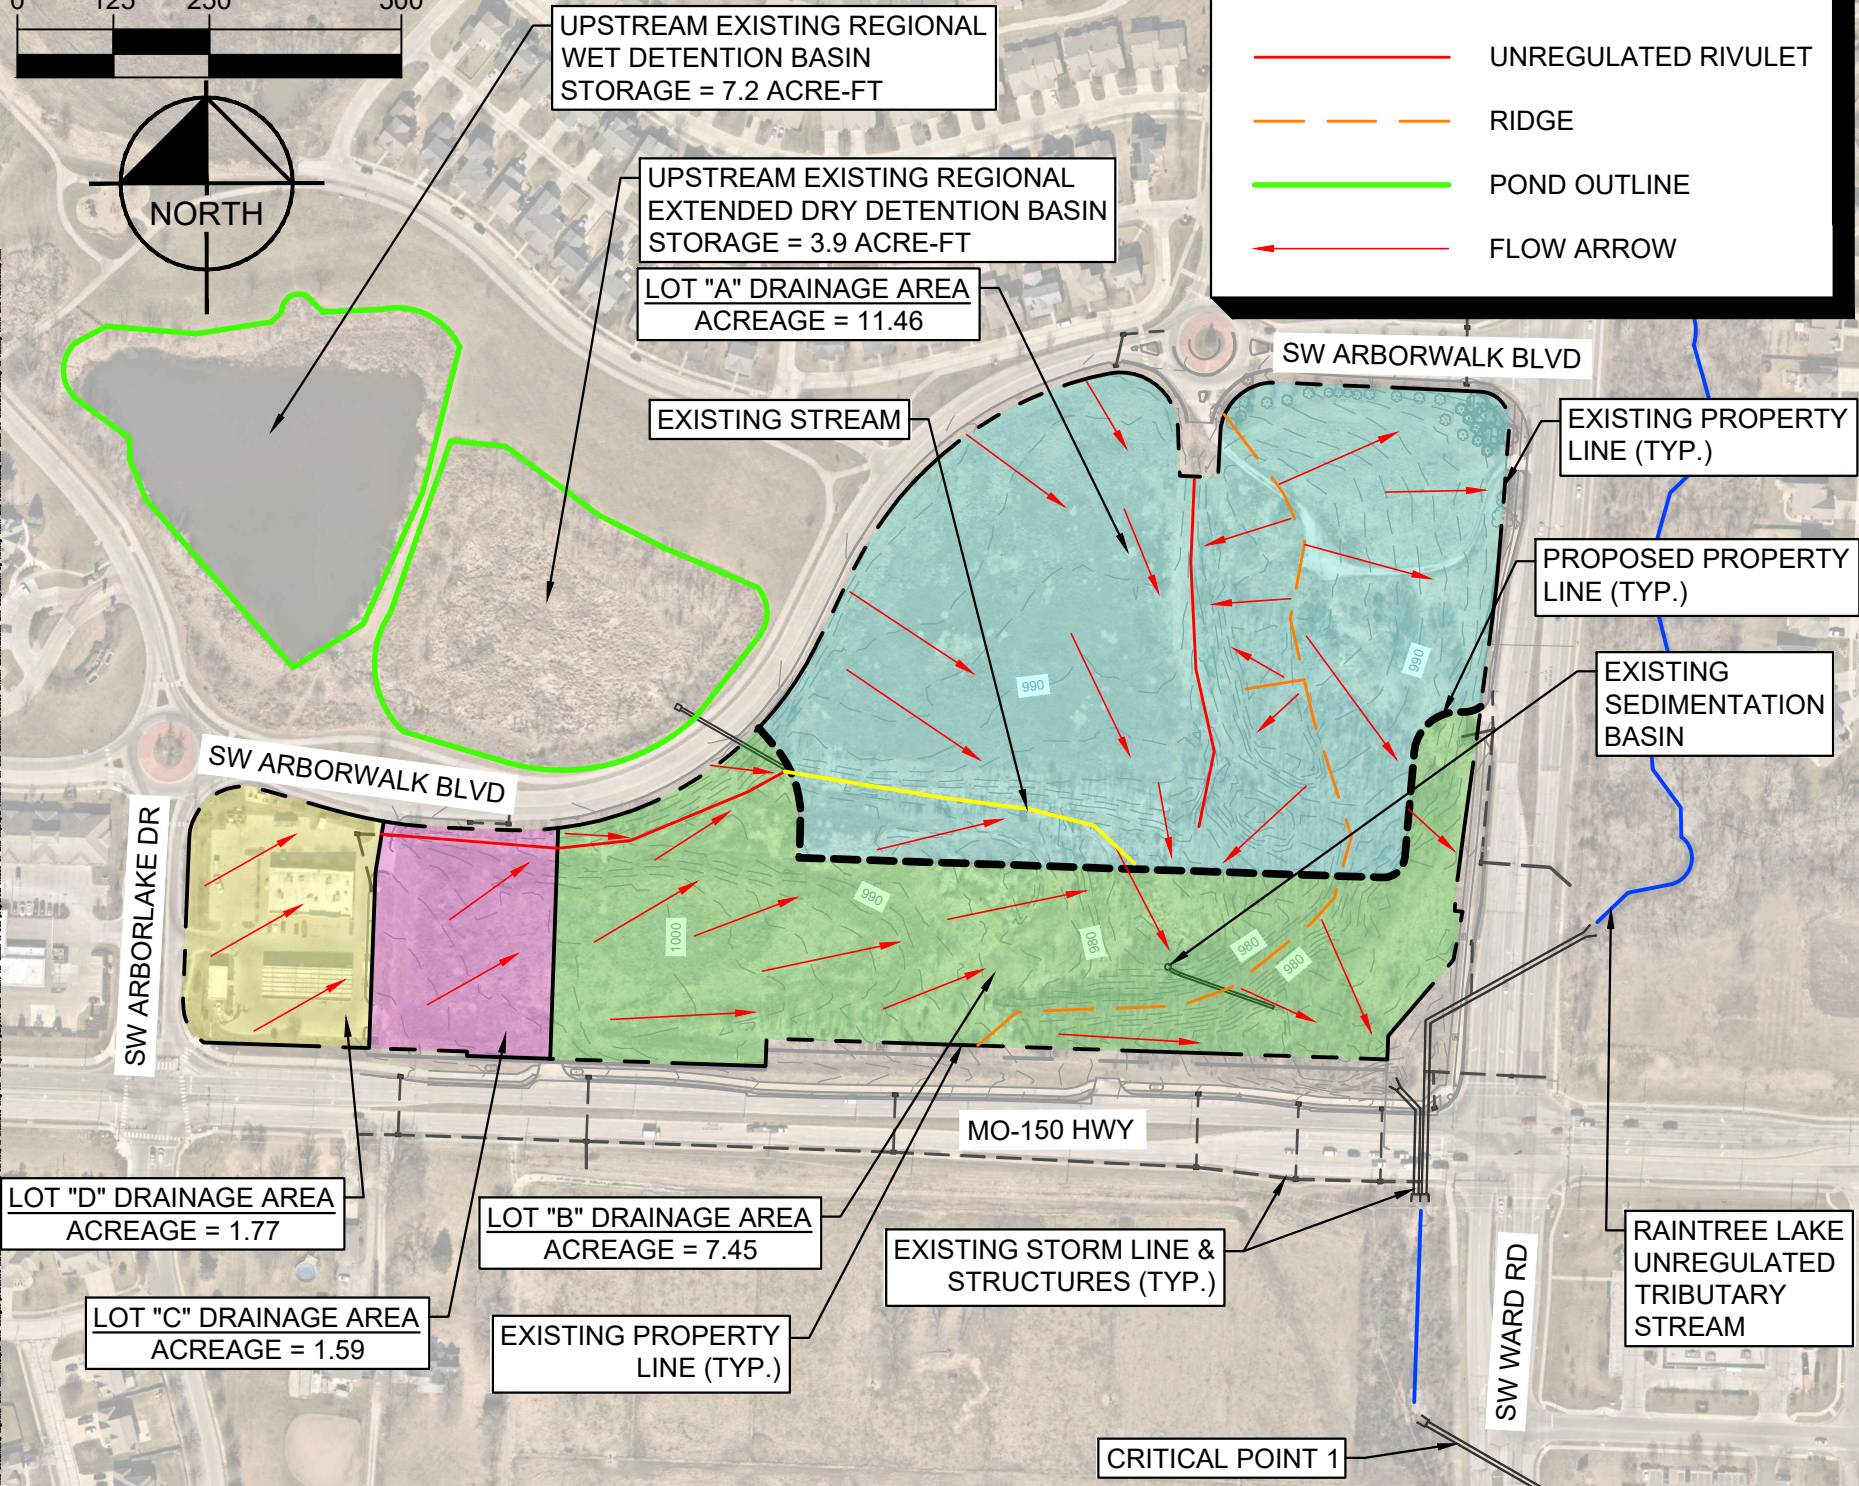 0 125 250 500
NORTH
UPSTREAM EXISTING REGIONAL
WET DETENTION BASIN
STORAGE = 7.2 ACRE-FT
UPSTREAM EXISTING REGIONAL
EXTENDED DRY DETENTION BASIN
STORAGE = 3.9 ACRE-FT
UNREGULATED RIVULET
RIDGE
POND OUTLINE
FLOW ARROW
LOT "A" DRAINAGE AREA
ACREAGE = 11.46
SW ARBORWALK BLVD
EXISTING STREAM
EXISTING PROPERTY
LINE (TYP.)
PROPOSED PROPERTY
LINE (TYP.)
EXISTING
SEDIMENTATION
BASIN
990
990
SW ARBORWALK BLVD
SW ARBORLAKE DR
990
1000
980
980
980
MO-150 HWY
LOT "D" DRAINAGE AREA
ACREAGE = 1.77
LOT "B" DRAINAGE AREA
ACREAGE = 7.45
EXISTING STORM LINE &
STRUCTURES (TYP.)
RAINTREE LAKE
UNREGULATED
TRIBUTARY
STREAM
LOT "C" DRAINAGE AREA
ACREAGE = 1.59
EXISTING PROPERTY
LINE (TYP.)
SW WARD RD
CRITICAL POINT 1